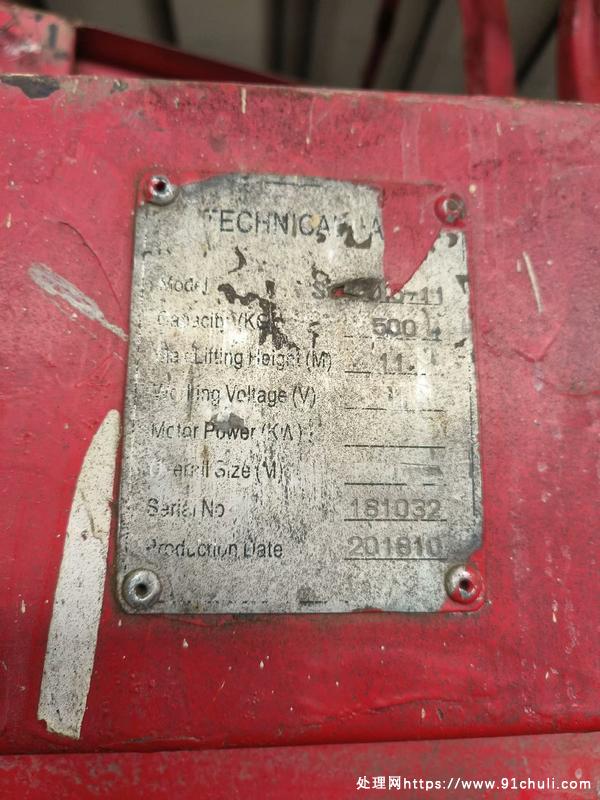 TECHNICA
Model
Capacity (KG) 500
Max Lifting Height (M) 11
Working Voltage (V)
Motor Power (KW)
Overall Size (M)
Serial No 181032
Production Date 201810
处理网https://www.91chuli.com